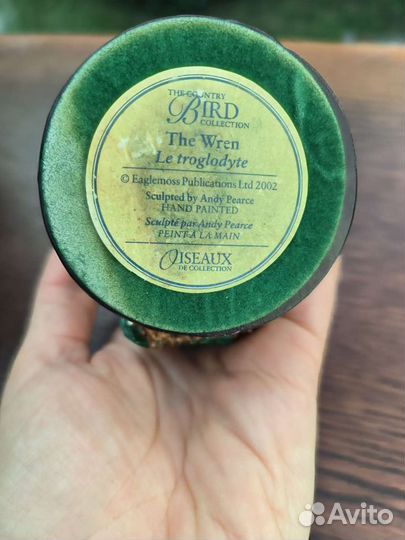 THE COUNTRY
BIRD
COLLECTION
The Wren
Le troglodyte
© Eaglemoss Publications Ltd 2002
Sculpted by Andy Pearce
HAND PAINTED
Sculpté par Andy Pearce
PEINT A LA MAIN
OISEAUX
DE COLLECTION
Avito